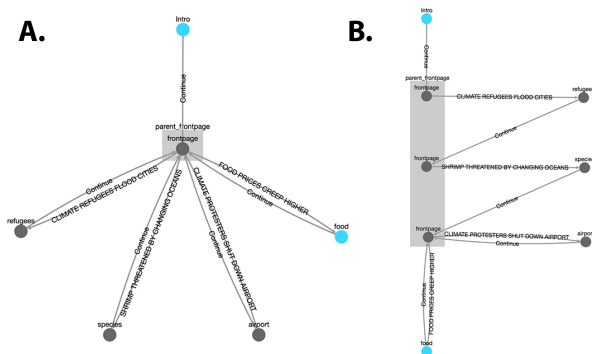 A.
Intro
Continue
parent_frontpage
frontpage
Continue
CLIMATE REFUGEES FLOOD CITIES
refugees
Continue
SHRIMP THREATENED BY CHANGING OCEANS
species
CLIMATE PROTESTERS SHUT DOWN AIRPORT
Continue
airport
FOOD PRICES CREEP HIGHER
Continue
food
B.
Intro
Continue
parent_frontpage
frontpage
CLIMATE REFUGEES FLOOD CITIES
refugee
Continue
frontpage
SHRIMP THREATENED BY CHANGING OCEANS
specie
Continue
frontpage
CLIMATE PROTESTERS SHUT DOWN AIRPORT
Continue
airpor
Continue
FOOD PRICES CREEP HIGHER
food